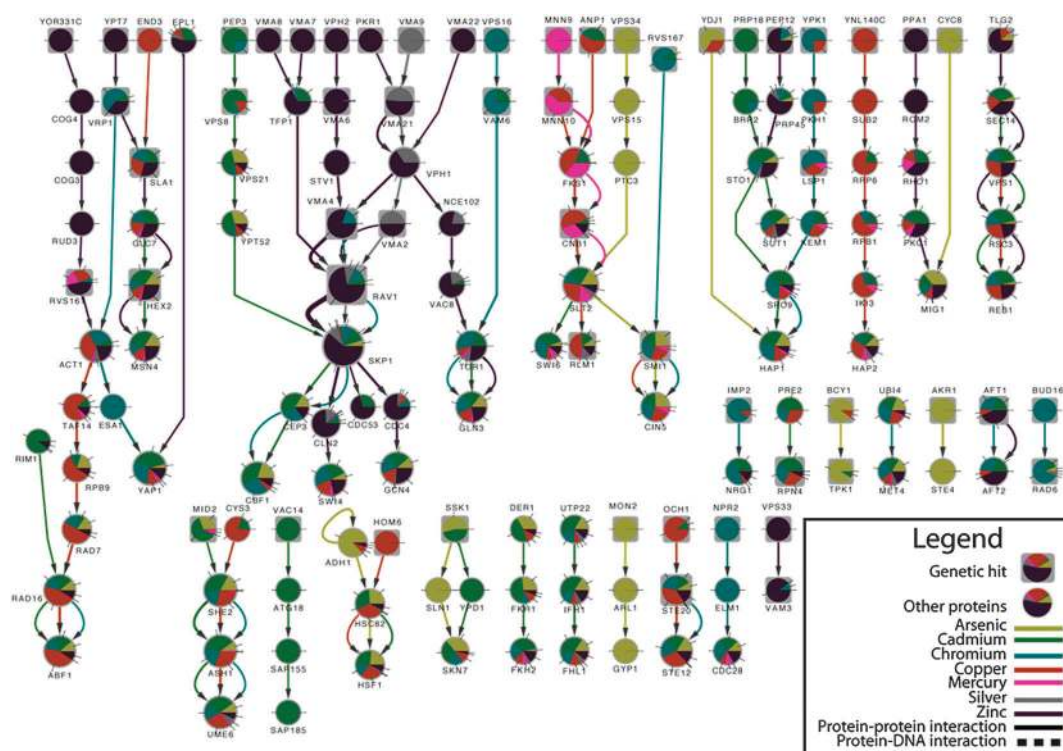 YOR331C YPT7 END3 EPL1 PEP3 VMA8 VMA7 VPH2 PKR1 VMA9 VMA22 VPS16 MNN9 ANP1 VPS34 RVS167 YDJ1 PRP18 PEP12 YPK1 YNL140C PPA1 CYC8 TLG2
COG4 VRP1 VPS8 TFP1 VMA6 VMA21 VAM6 MNN10 VPS15 BRR2 PRP45 PKH1 SUB2 ROM2 SEC14
COG3 SLA1 VPS21 STV1 VPH1 FKS1 PTC3 STO1 LSP1 RRP6 RHO1 VPS1
RUD3 GLC7 VPT52 VMA4 VMA2 NCE102 CNB1 SUT1 KEM1 RPB1 PKC1 RSC3
RVS16 HEX2 RAV1 VAC8 SLT2 SRO9 IKI3 MIG1 REB1
ACT1 MSN4 SKP1 TOR1 SWI6 RLM1 SMI1 HAP1 HAP2
TAF14 ESA1 CEP3 CLN2 CDC53 CDC4 GLN3 CIN5
IMP2 PRE2 BCY1 UBI4 AKR1 AFT1 BUD16
RIM1 RPB9 YAP1 CBF1 SWI4 GCN4 NRG1 RPN4 TPK1 MET4 STE4 AFT2 RAD6
RAD7 MID2 CYS3 VAC14 ADH1 HOM6 SSK1 DER1 UTP22 MON2 OCH1 NPR2 VPS33
RAD16 SHE2 ATG18 HSC82 SLN1 YPD1 FKH1 IFH1 ARL1 STE20 ELM1 VAM3
ABF1 ASH1 SAP155 HSF1 SKN7 FKH2 FHL1 GYP1 STE12 CDC28
UME6 SAP185
Legend
Genetic hit
Other proteins
Arsenic
Cadmium
Chromium
Copper
Mercury
Silver
Zinc
Protein-protein interaction
Protein-DNA interaction